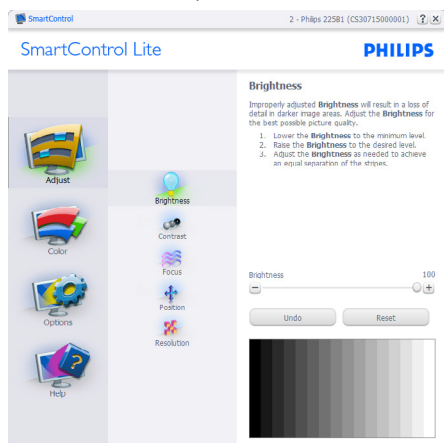 SmartControl
2 - Philips 225B1 (CS30715000001)
SmartControl Lite
PHILIPS
Adjust
Color
Options
Help
Brightness
Contrast
Focus
Position
Resolution
Brightness
Improperly adjusted Brightness will result in a loss of
detail in darker image areas. Adjust the Brightness for
the best possible picture quality.
1. Lower the Brightness to the minimum level.
2. Raise the Brightness to the desired level.
3. Adjust the Brightness as needed to achieve
an equal separation of the stripes.
Brightness 100
Undo Reset